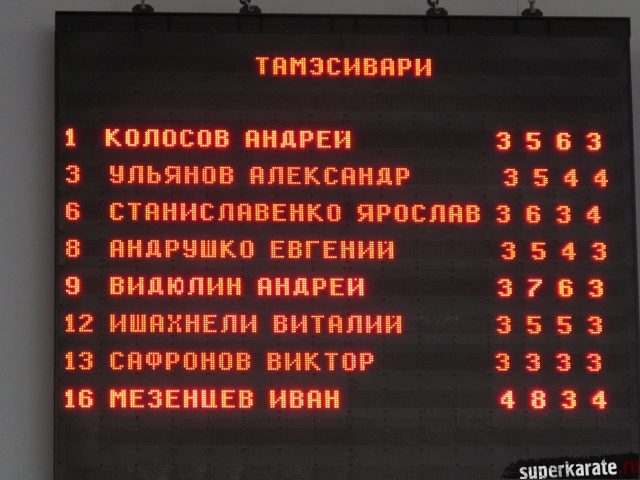 ТАМЭСИВАРИ
1 КОЛОСОВ АНДРЕЙ 3 5 6 3
3 УЛЬЯНОВ АЛЕКСАНДР 3 5 4 4
6 СТАНИСЛАВЕНКО ЯРОСЛАВ 3 6 3 4
8 АНДРУШКО ЕВГЕНИЙ 3 5 4 3
9 ВИДЮЛИН АНДРЕЙ 3 7 6 3
12 ИШАХНЕЛИ ВИТАЛИЙ 3 5 5 3
13 САФРОНОВ ВИКТОР 3 3 3 3
16 МЕЗЕНЦЕВ ИВАН 4 8 3 4
superkarate.ru